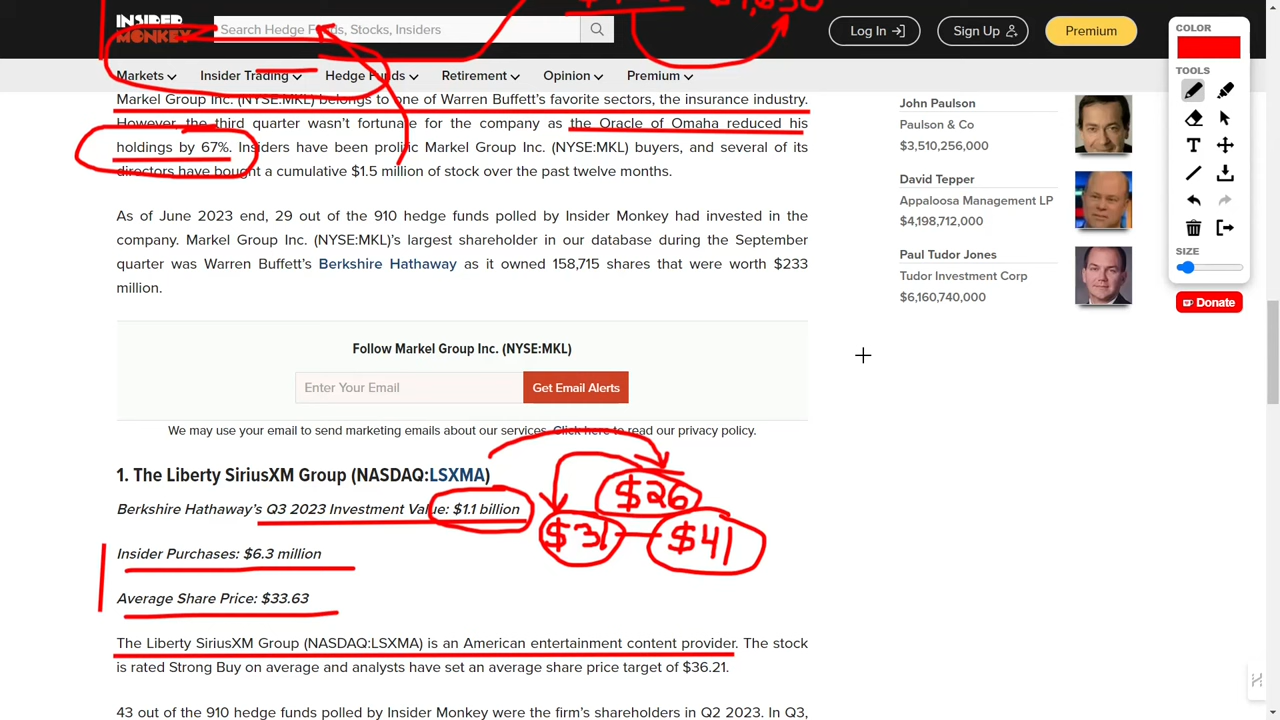 INSIDER
MONKEY
Search Hedge Funds, Stocks, Insiders
Log In
Sign Up
Premium
Markets
Insider Trading
Hedge Funds
Retirement
Opinion
Premium
Markel Group Inc. (NYSE:MKL) belongs to one of Warren Buffett's favorite sectors, the insurance industry.
However, the third quarter wasn't fortunate for the company as the Oracle of Omaha reduced his
holdings by 67%. Insiders have been prolific Markel Group Inc. (NYSE:MKL) buyers, and several of its
directors have bought a cumulative $1.5 million of stock over the past twelve months.
As of June 2023 end, 29 out of the 910 hedge funds polled by Insider Monkey had invested in the
company. Markel Group Inc. (NYSE:MKL)'s largest shareholder in our database during the September
quarter was Warren Buffett's Berkshire Hathaway as it owned 158,715 shares that were worth $233
million.
Follow Markel Group Inc. (NYSE:MKL)
Enter Your Email
Get Email Alerts
We may use your email to send marketing emails about our services. Click here to read our privacy policy.
1. The Liberty SiriusXM Group (NASDAQ:LSXMA)
Berkshire Hathaway's Q3 2023 Investment Value: $1.1 billion
$26
$31
$41
Insider Purchases: $6.3 million
Average Share Price: $33.63
The Liberty SiriusXM Group (NASDAQ:LSXMA) is an American entertainment content provider. The stock
is rated Strong Buy on average and analysts have set an average share price target of $36.21.
43 out of the 910 hedge funds polled by Insider Monkey were the firm's shareholders in Q2 2023. In Q3,
John Paulson
Paulson & Co
$3,510,256,000
David Tepper
Appaloosa Management LP
$4,198,712,000
Paul Tudor Jones
Tudor Investment Corp
$6,160,740,000
COLOR
TOOLS
T
SIZE
Donate